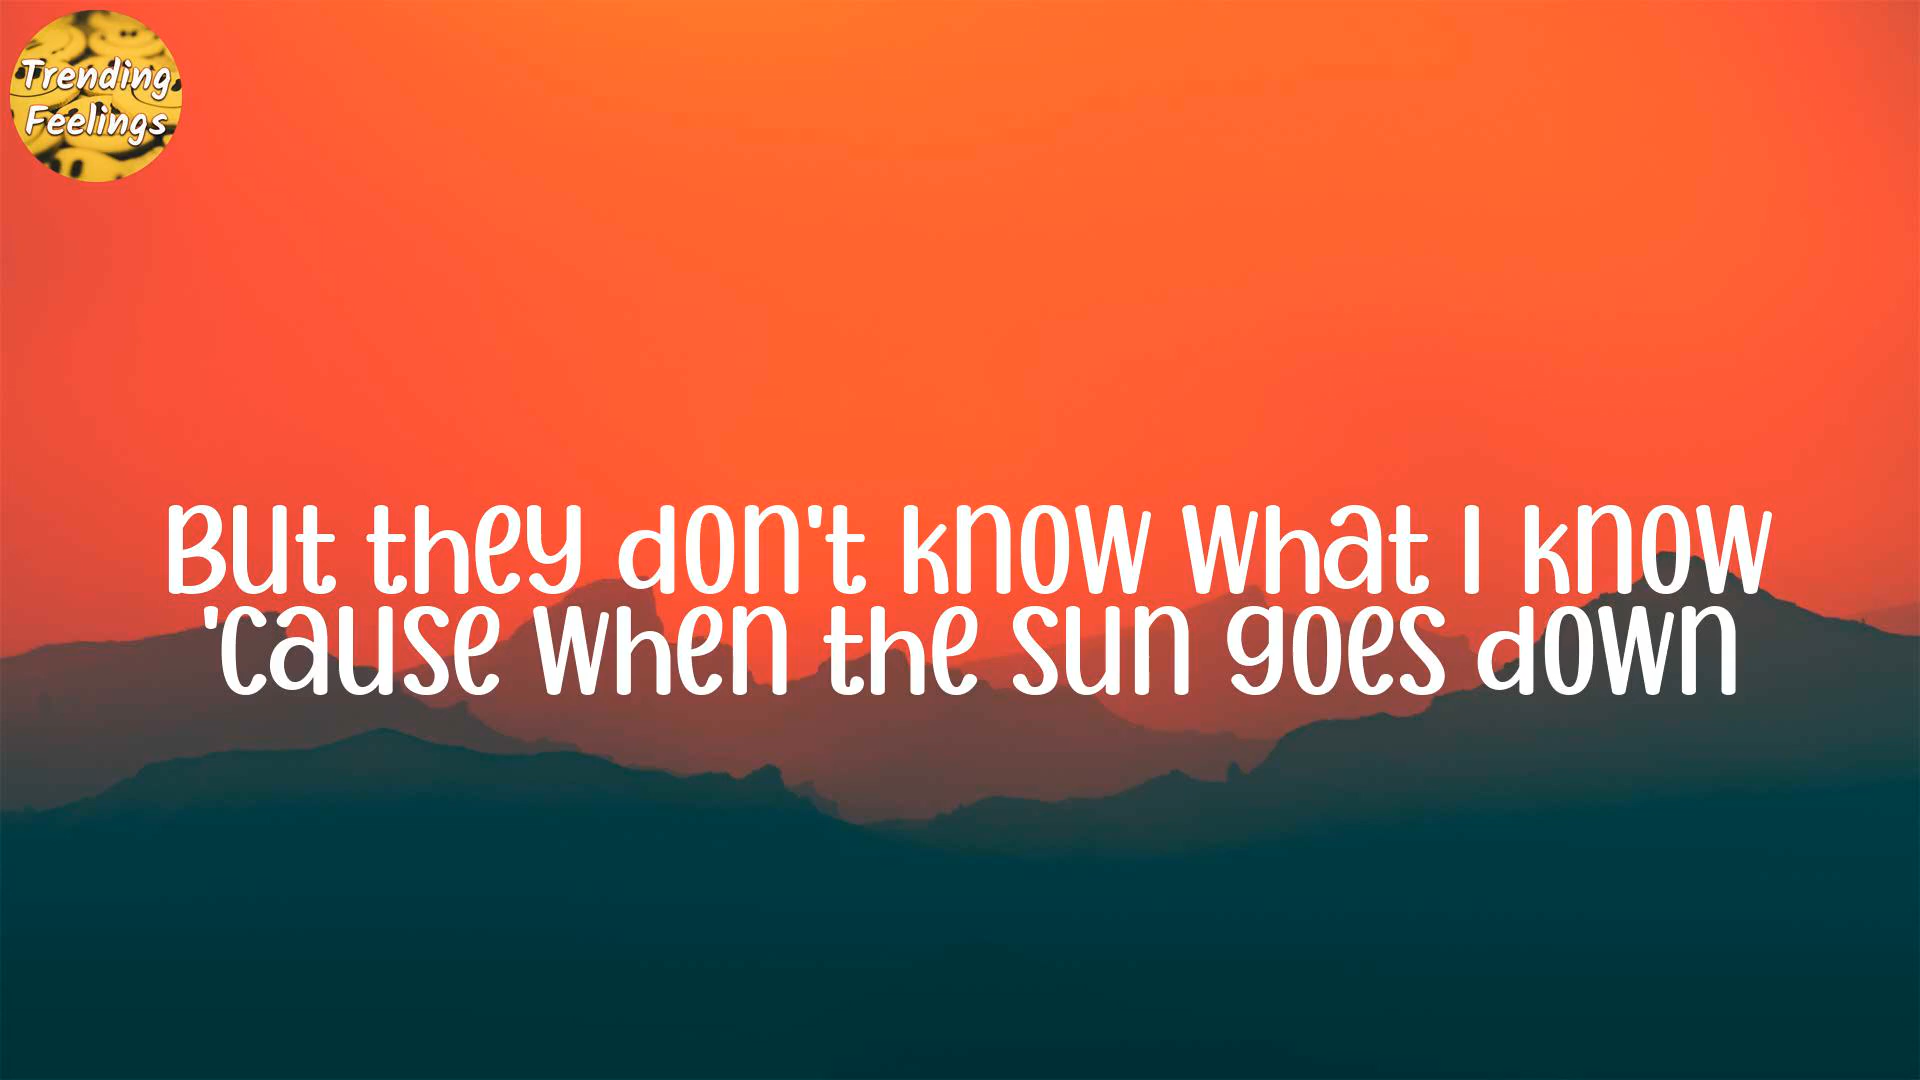 Trending
Feelings
But they don't know what I know
'cause when the sun goes down